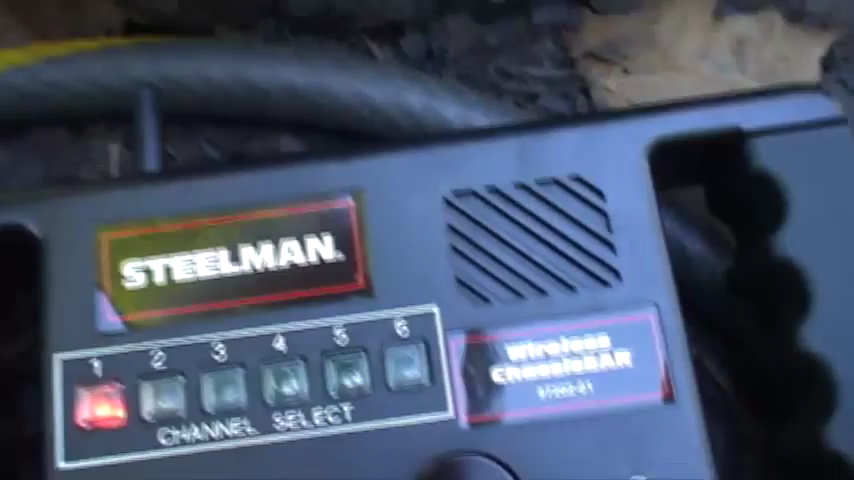 STEELMAN.
1 2 3 4 5 6
CHANNEL SELECT
Wireless
ChassisEAR